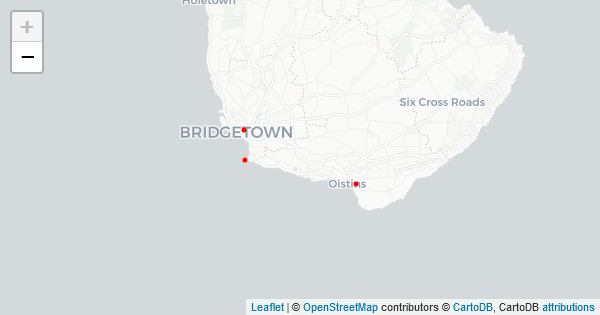 Holetown
+
−
Six Cross Roads
BRIDGETOWN
Oistins
Leaflet | © OpenStreetMap contributors © CartoDB, CartoDB attributions